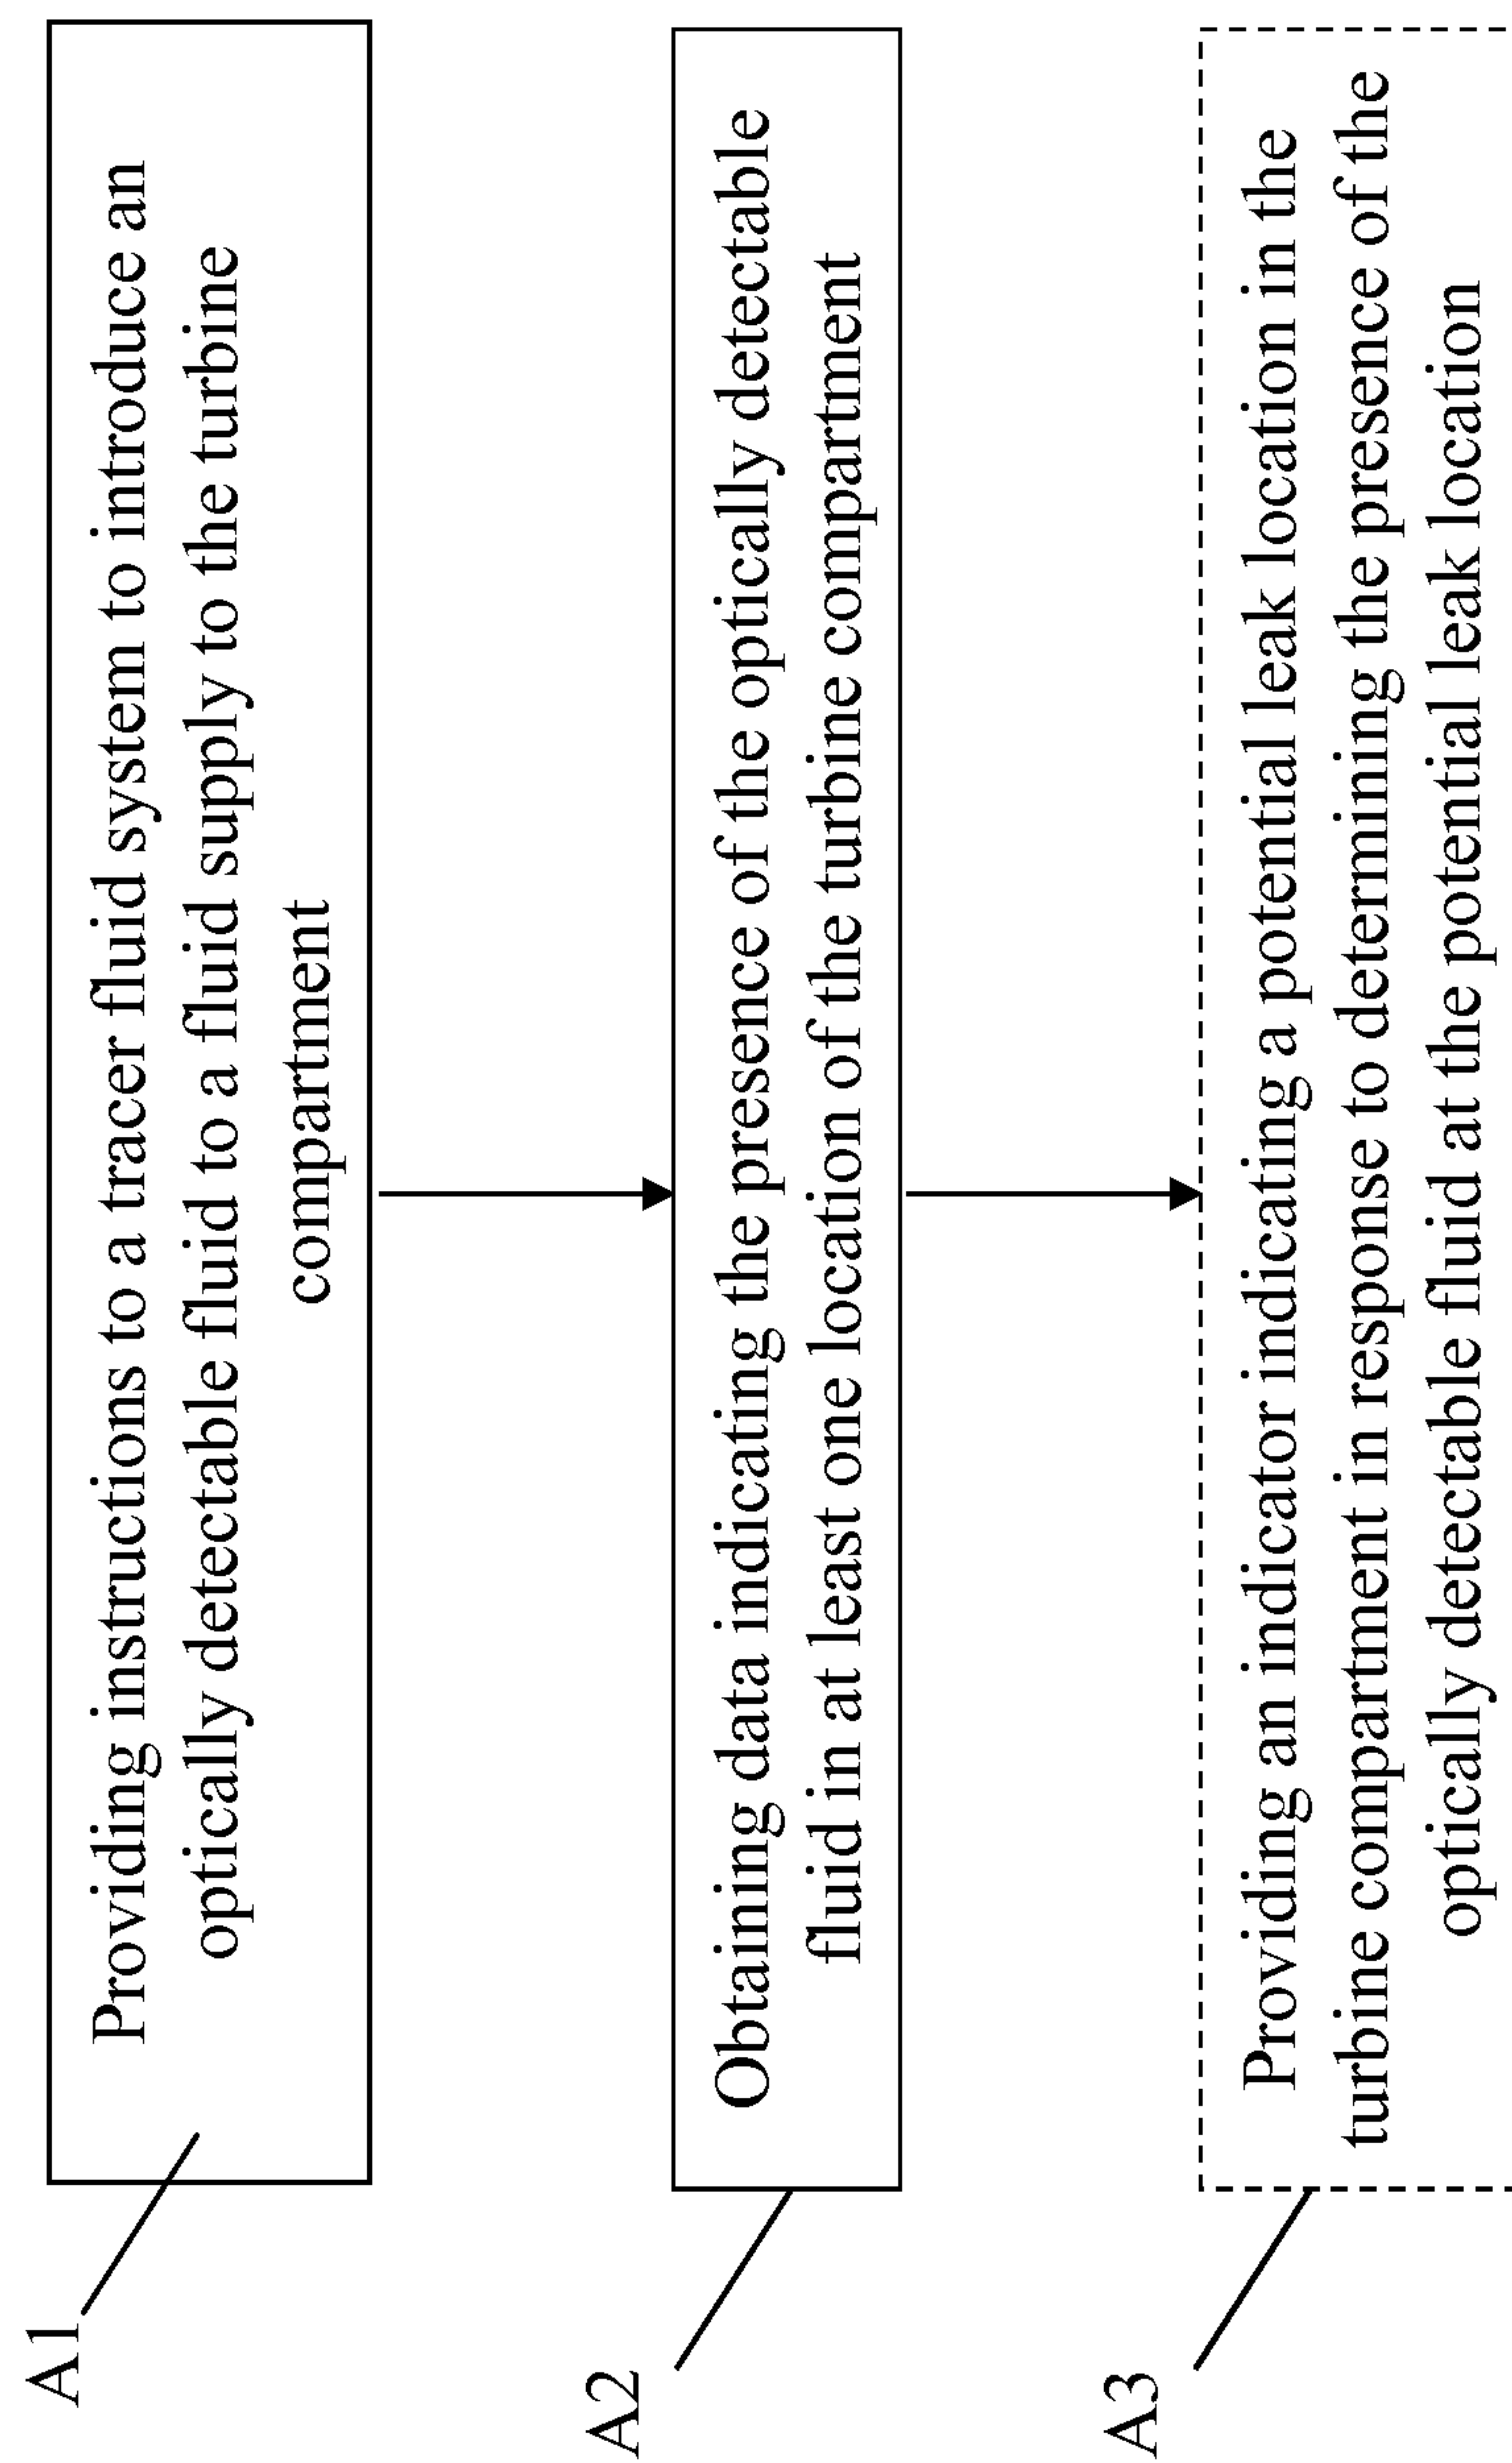 A1
Providing instructions to a tracer fluid system to introduce an
optically detectable fluid to a fluid supply to the turbine
compartment
A2
Obtaining data indicating the presence of the optically detectable
fluid in at least one location of the turbine compartment
A3
Providing an indicator indicating a potential leak location in the
turbine compartment in response to determining the presence of the
optically detectable fluid at the potential leak location